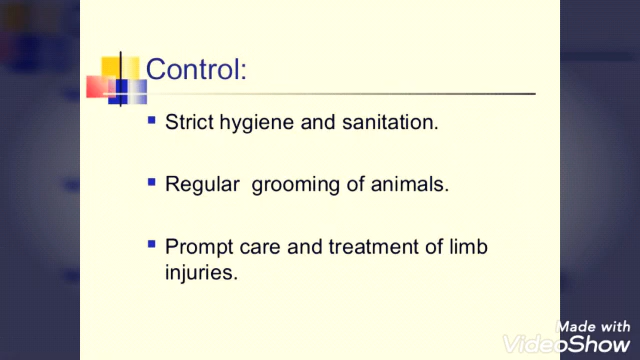 Control:
Strict hygiene and sanitation.
Regular grooming of animals.
Prompt care and treatment of limb
injuries.
Made with
VideoShow